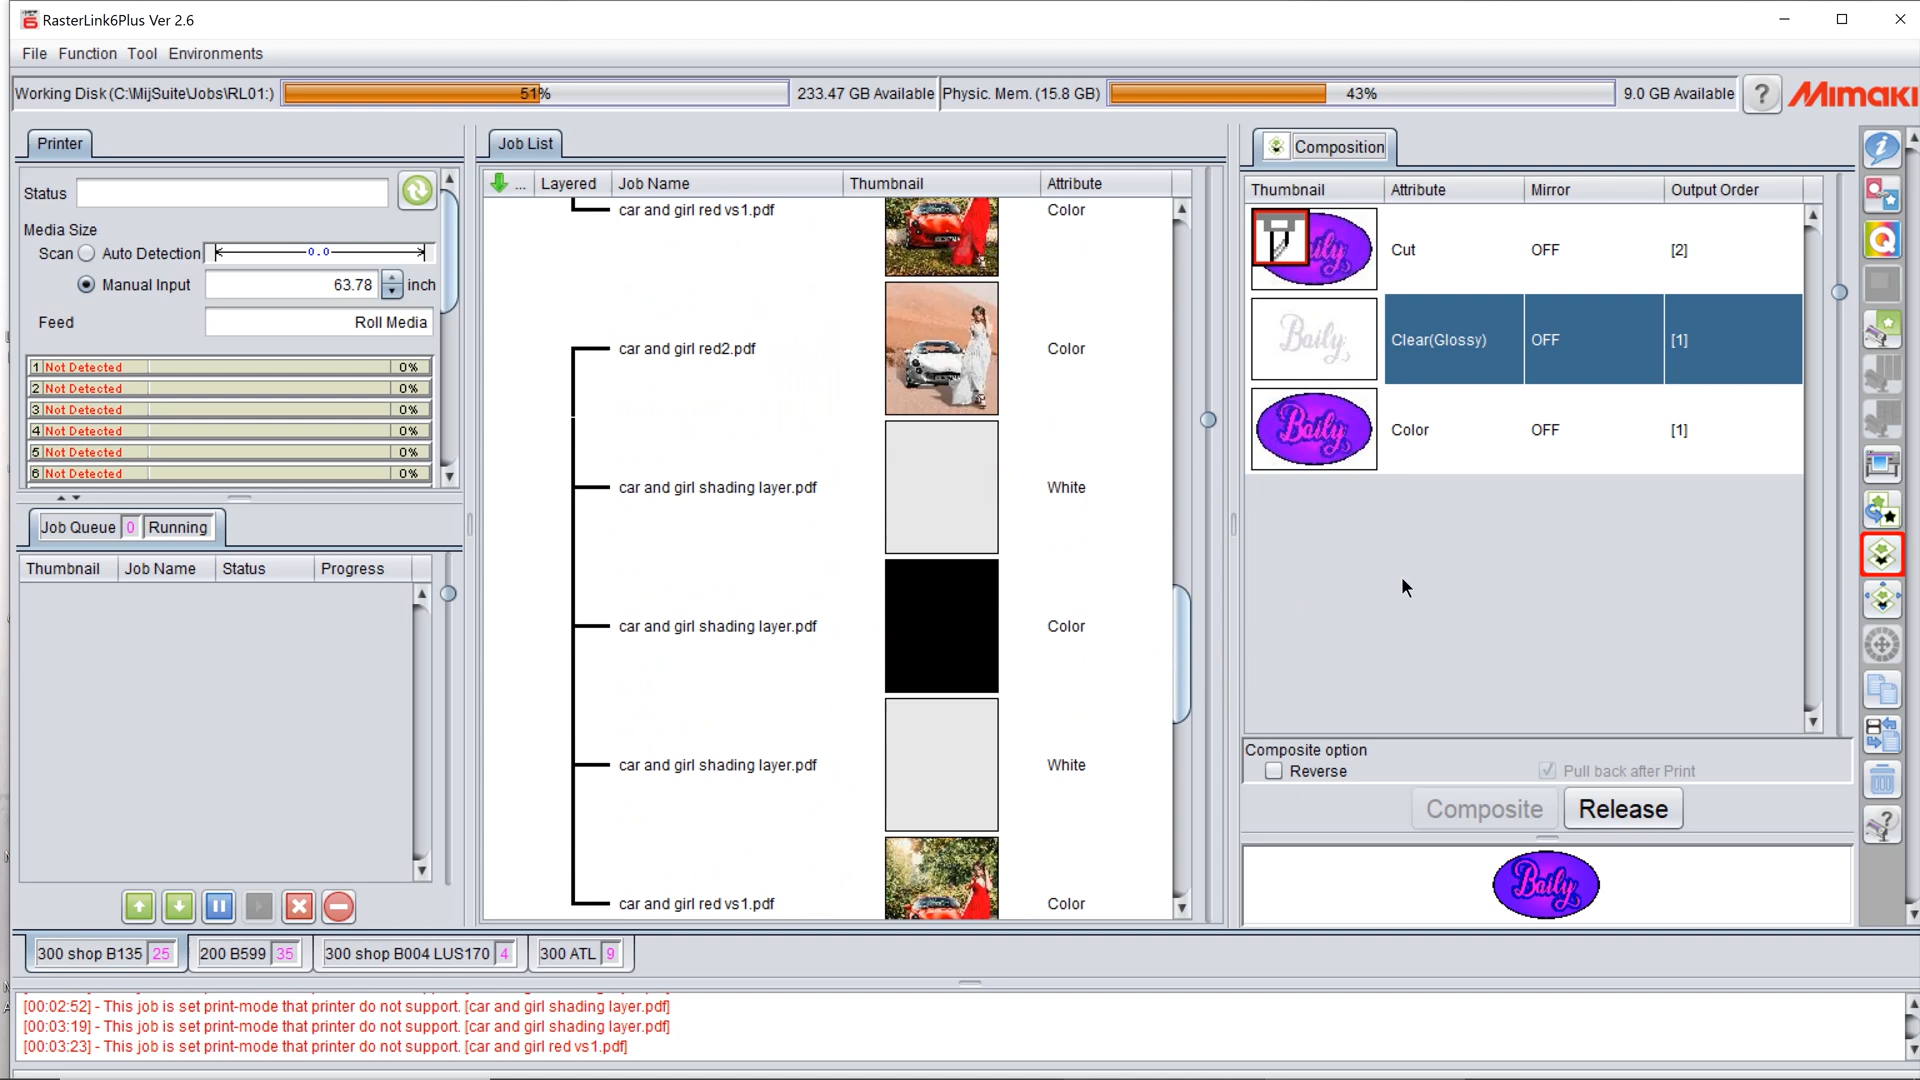 RasterLink6Plus Ver 2.6
File Function Tool Environments
Working Disk(C:\MijSuite\Jobs\RL01:) 51% 233.47 GB Available Physic. Mem. (15.8 GB) 43% 9.0 GB Available ? Mimaki
Printer
Status
Media Size
Scan Auto Detection 0.0
Manual Input 63.78 inch
Feed Roll Media
1 Not Detected 0%
2 Not Detected 0%
3 Not Detected 0%
4 Not Detected 0%
5 Not Detected 0%
6 Not Detected 0%
Job Queue 0 Running
Thumbnail Job Name Status Progress
Job List
... Layered Job Name Thumbnail Attribute
car and girl red vs1.pdf Color
car and girl red2.pdf Color
car and girl shading layer.pdf White
car and girl shading layer.pdf Color
car and girl shading layer.pdf White
car and girl red vs1.pdf Color
Composition
Thumbnail Attribute Mirror Output Order
Cut OFF [2]
Baily Clear(Glossy) OFF [1]
Baily Color OFF [1]
Composite option
Reverse Pull back after Print
Composite Release
Baily
300 shop B135 25 200 B599 35 300 shop B004 LUS170 4 300 ATL 9
[00:02:52] - This job is set print-mode that printer do not support. [car and girl shading layer.pdf]
[00:03:19] - This job is set print-mode that printer do not support. [car and girl shading layer.pdf]
[00:03:23] - This job is set print-mode that printer do not support. [car and girl red vs1.pdf]